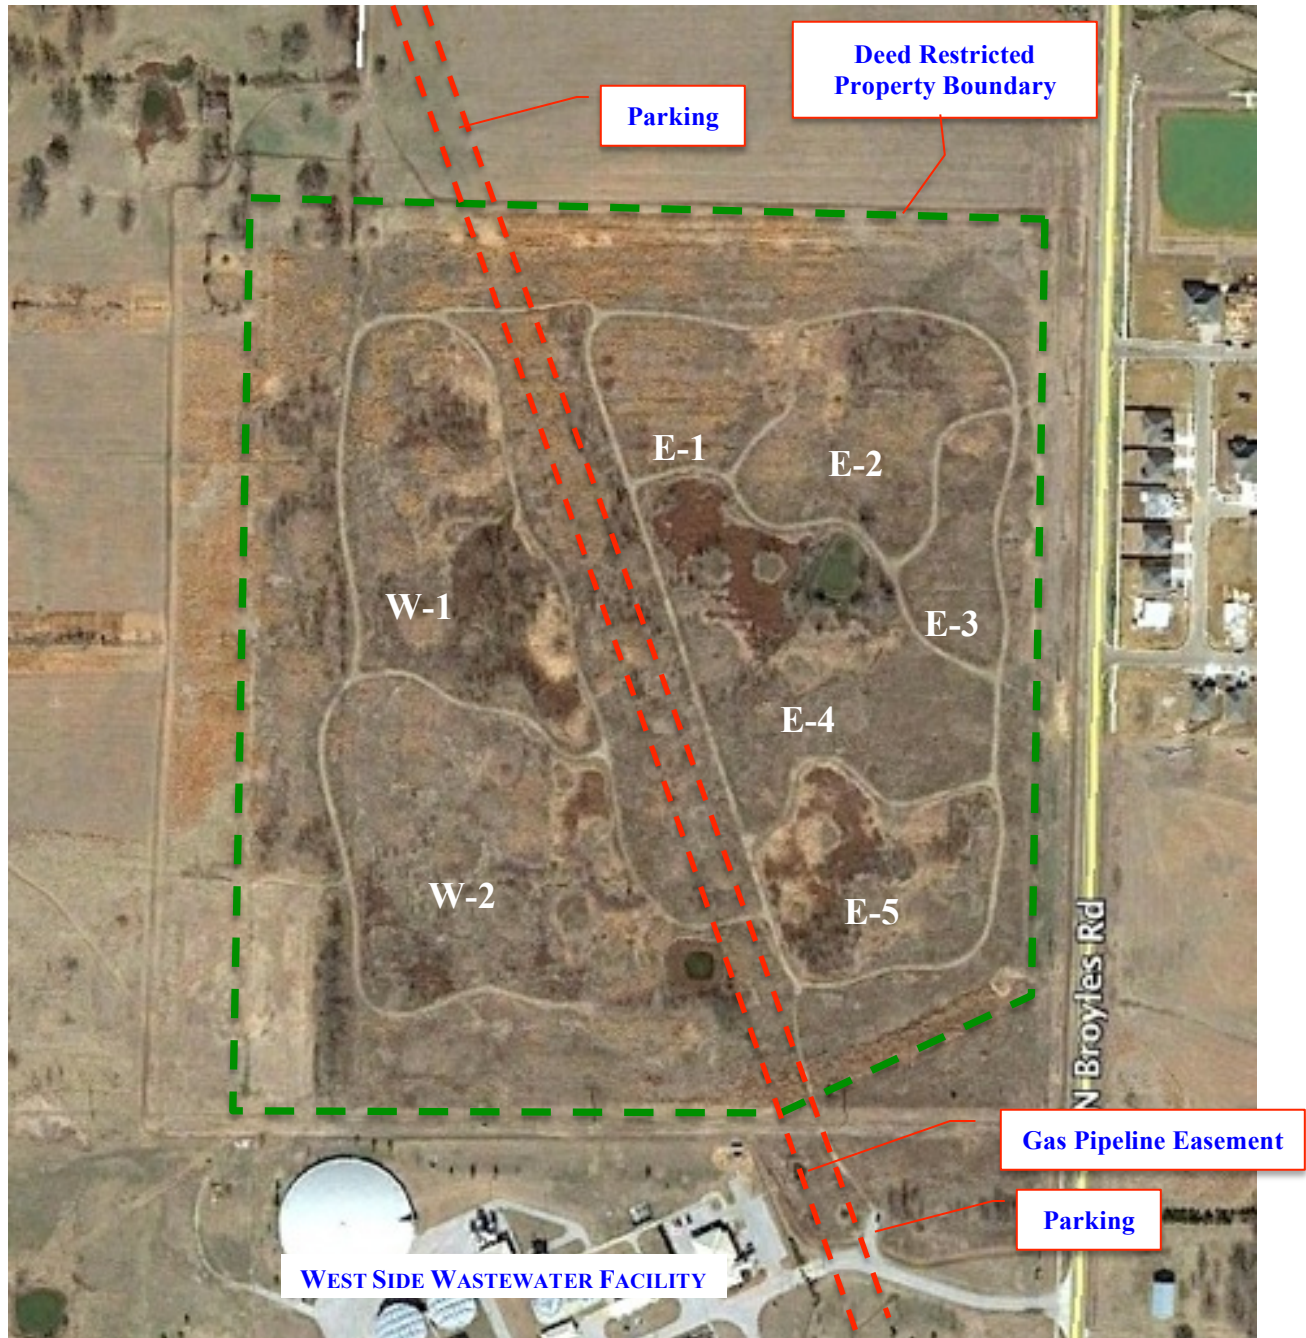 Deed Restricted
Property Boundary
Parking
E-1
E-2
W-1
E-3
E-4
W-2
E-5
N Broyles Rd
Gas Pipeline Easement
Parking
WEST SIDE WASTEWATER FACILITY